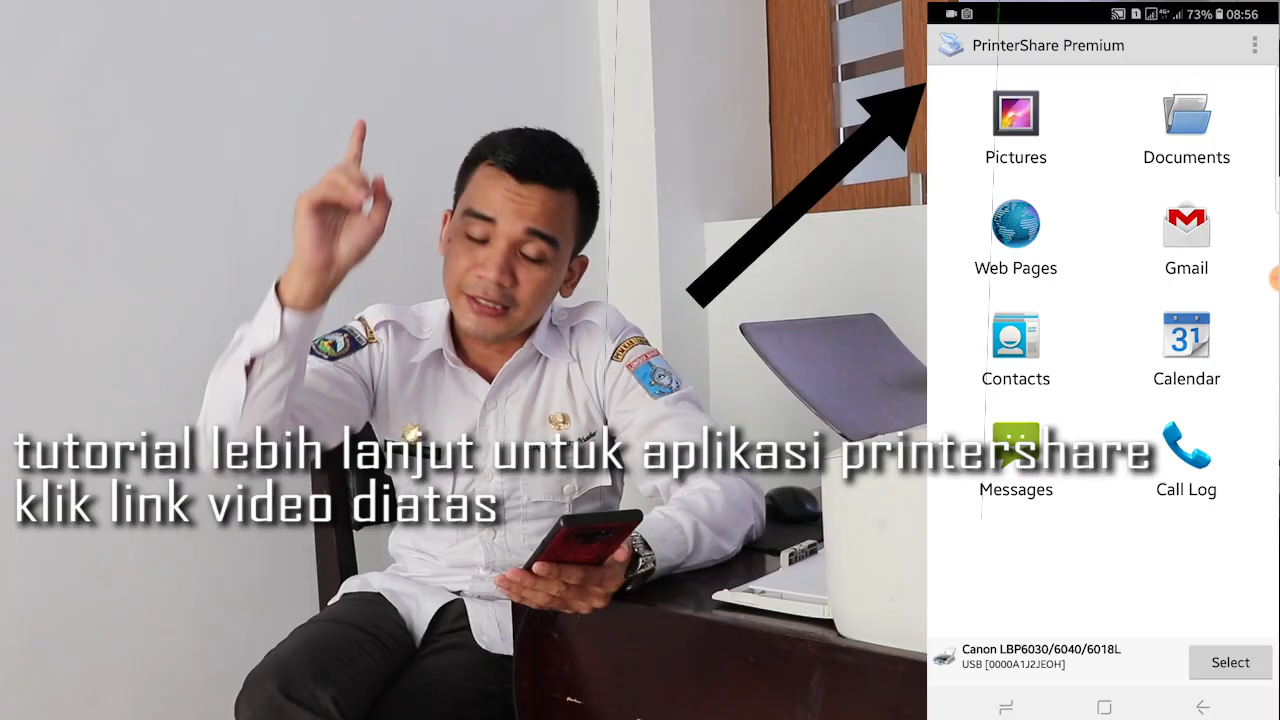 73% 08:56
PrinterShare Premium
Pictures
Documents
Web Pages
Gmail
Contacts
31
Calendar
Messages
Call Log
tutorial lebih lanjut untuk aplikasi printershare
klik link video diatas
Canon LBP6030/6040/6018L
USB [0000A1J2JEOH]
Select